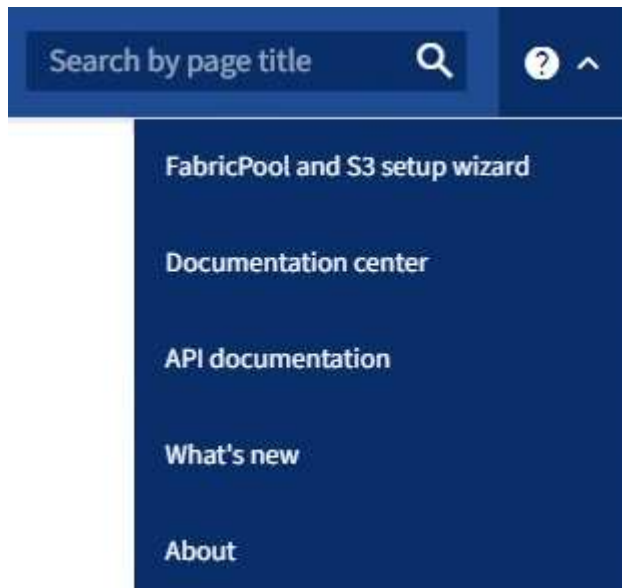 Search by page title
FabricPool and S3 setup wizard
Documentation center
API documentation
What's new
About